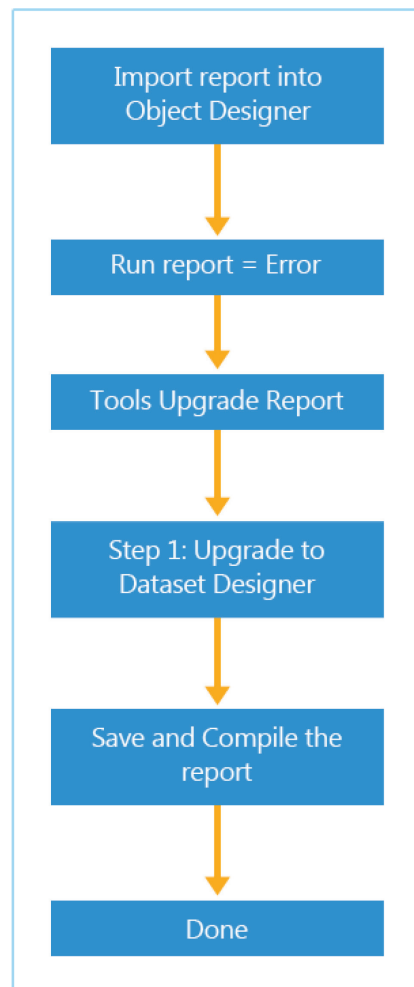 Import report into
Object Designer
Run report = Error
Tools Upgrade Report
Step 1: Upgrade to
Dataset Designer
Save and Compile the
report
Done